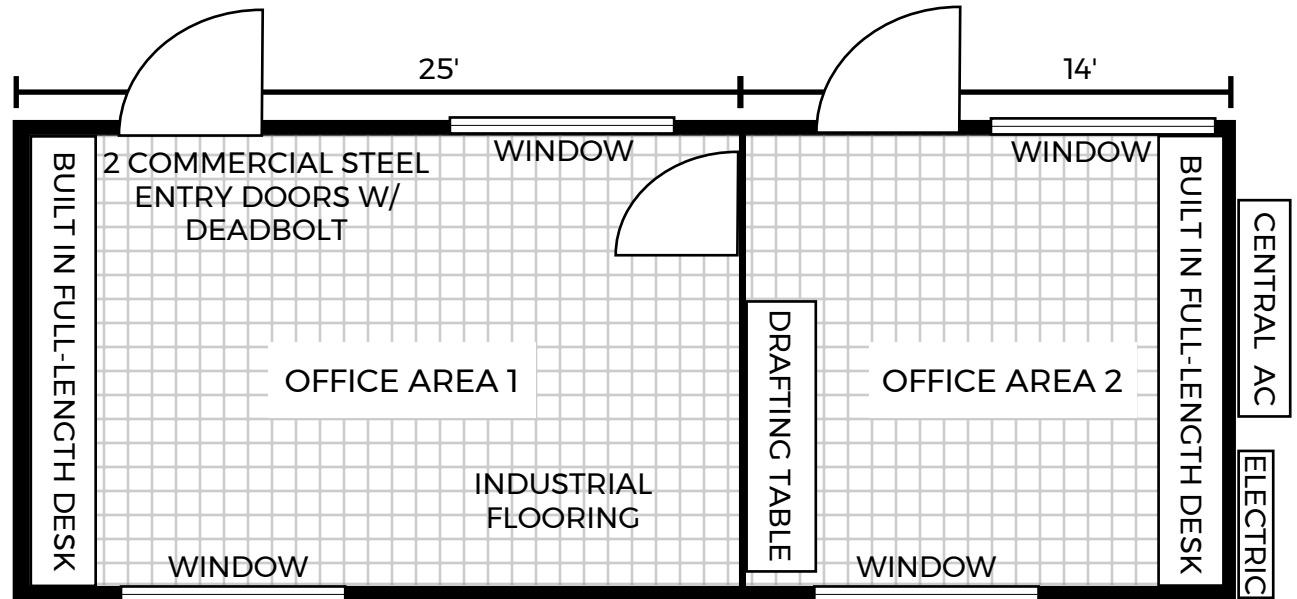 25'
14'
WINDOW
WINDOW
2 COMMERCIAL STEEL
ENTRY DOORS W/
DEADBOLT
BUILT IN FULL-LENGTH DESK
BUILT IN FULL-LENGTH DESK
CENTRAL AC
OFFICE AREA 1
DRAFTING TABLE
OFFICE AREA 2
INDUSTRIAL
FLOORING
ELECTRIC
WINDOW
WINDOW